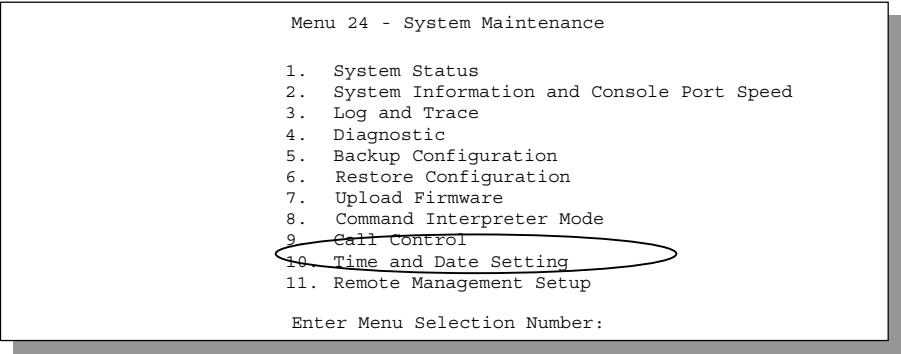 Menu 24 - System Maintenance
1. System Status
2. System Information and Console Port Speed
3. Log and Trace
4. Diagnostic
5. Backup Configuration
6. Restore Configuration
7. Upload Firmware
8. Command Interpreter Mode
9. Call Control
10. Time and Date Setting
11. Remote Management Setup
Enter Menu Selection Number: